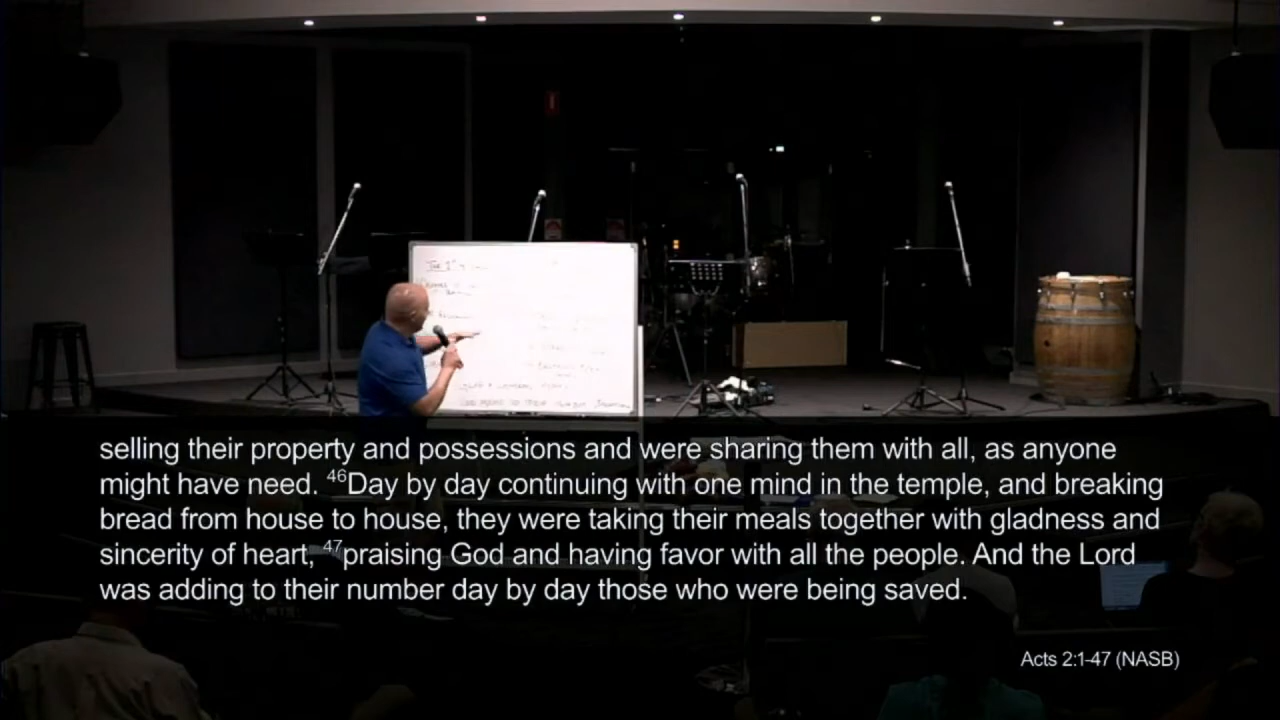 selling their property and possessions and were sharing them with all, as anyone
might have need. ⁴⁶Day by day continuing with one mind in the temple, and breaking
bread from house to house, they were taking their meals together with gladness and
sincerity of heart, ⁴⁷praising God and having favor with all the people. And the Lord
was adding to their number day by day those who were being saved.
Acts 2:1-47 (NASB)